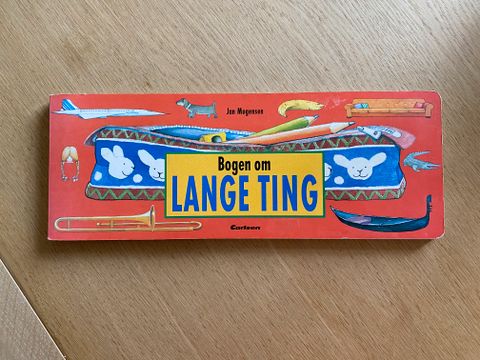 Jan Mogensen
Bogen om
LANGE TING
Carlsen